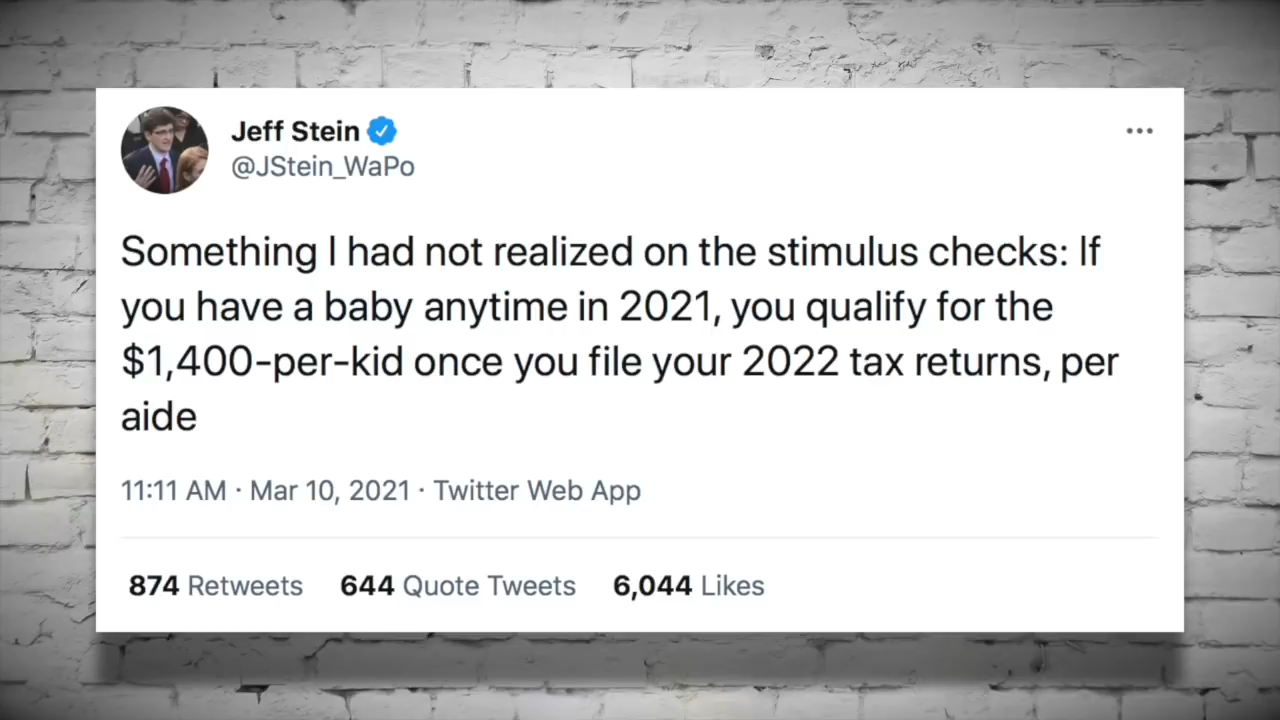 Jeff Stein
@JStein_WaPo
Something I had not realized on the stimulus checks: If
you have a baby anytime in 2021, you qualify for the
$1,400-per-kid once you file your 2022 tax returns, per
aide
11:11 AM · Mar 10, 2021 · Twitter Web App
874 Retweets 644 Quote Tweets 6,044 Likes